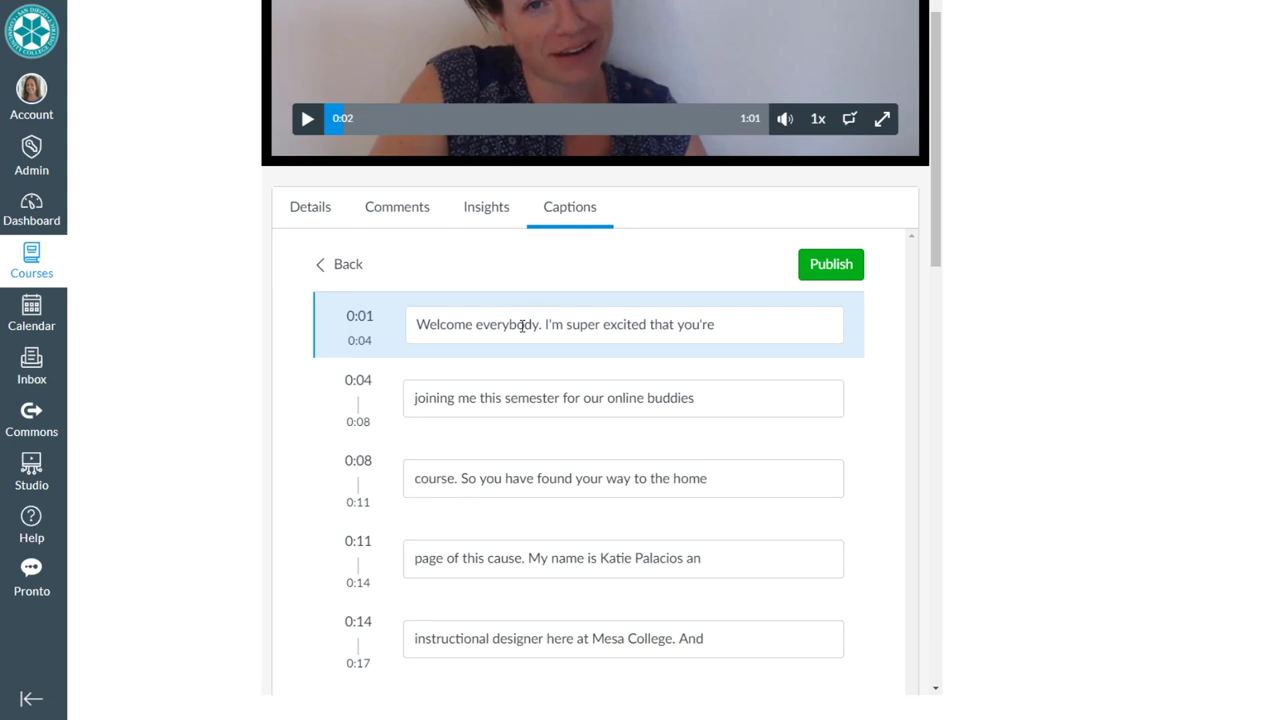 SAN DIEGO
COMMUNITY COLLEGE
Account
Admin
Dashboard
Courses
Calendar
Inbox
Commons
Studio
Help
Pronto
0:02
1:01
1x
Details
Comments
Insights
Captions
Back
Publish
0:01
0:04
Welcome everybody. I'm super excited that you're
0:04
0:08
joining me this semester for our online buddies
0:08
0:11
course. So you have found your way to the home
0:11
0:14
page of this cause. My name is Katie Palacios an
0:14
0:17
instructional designer here at Mesa College. And